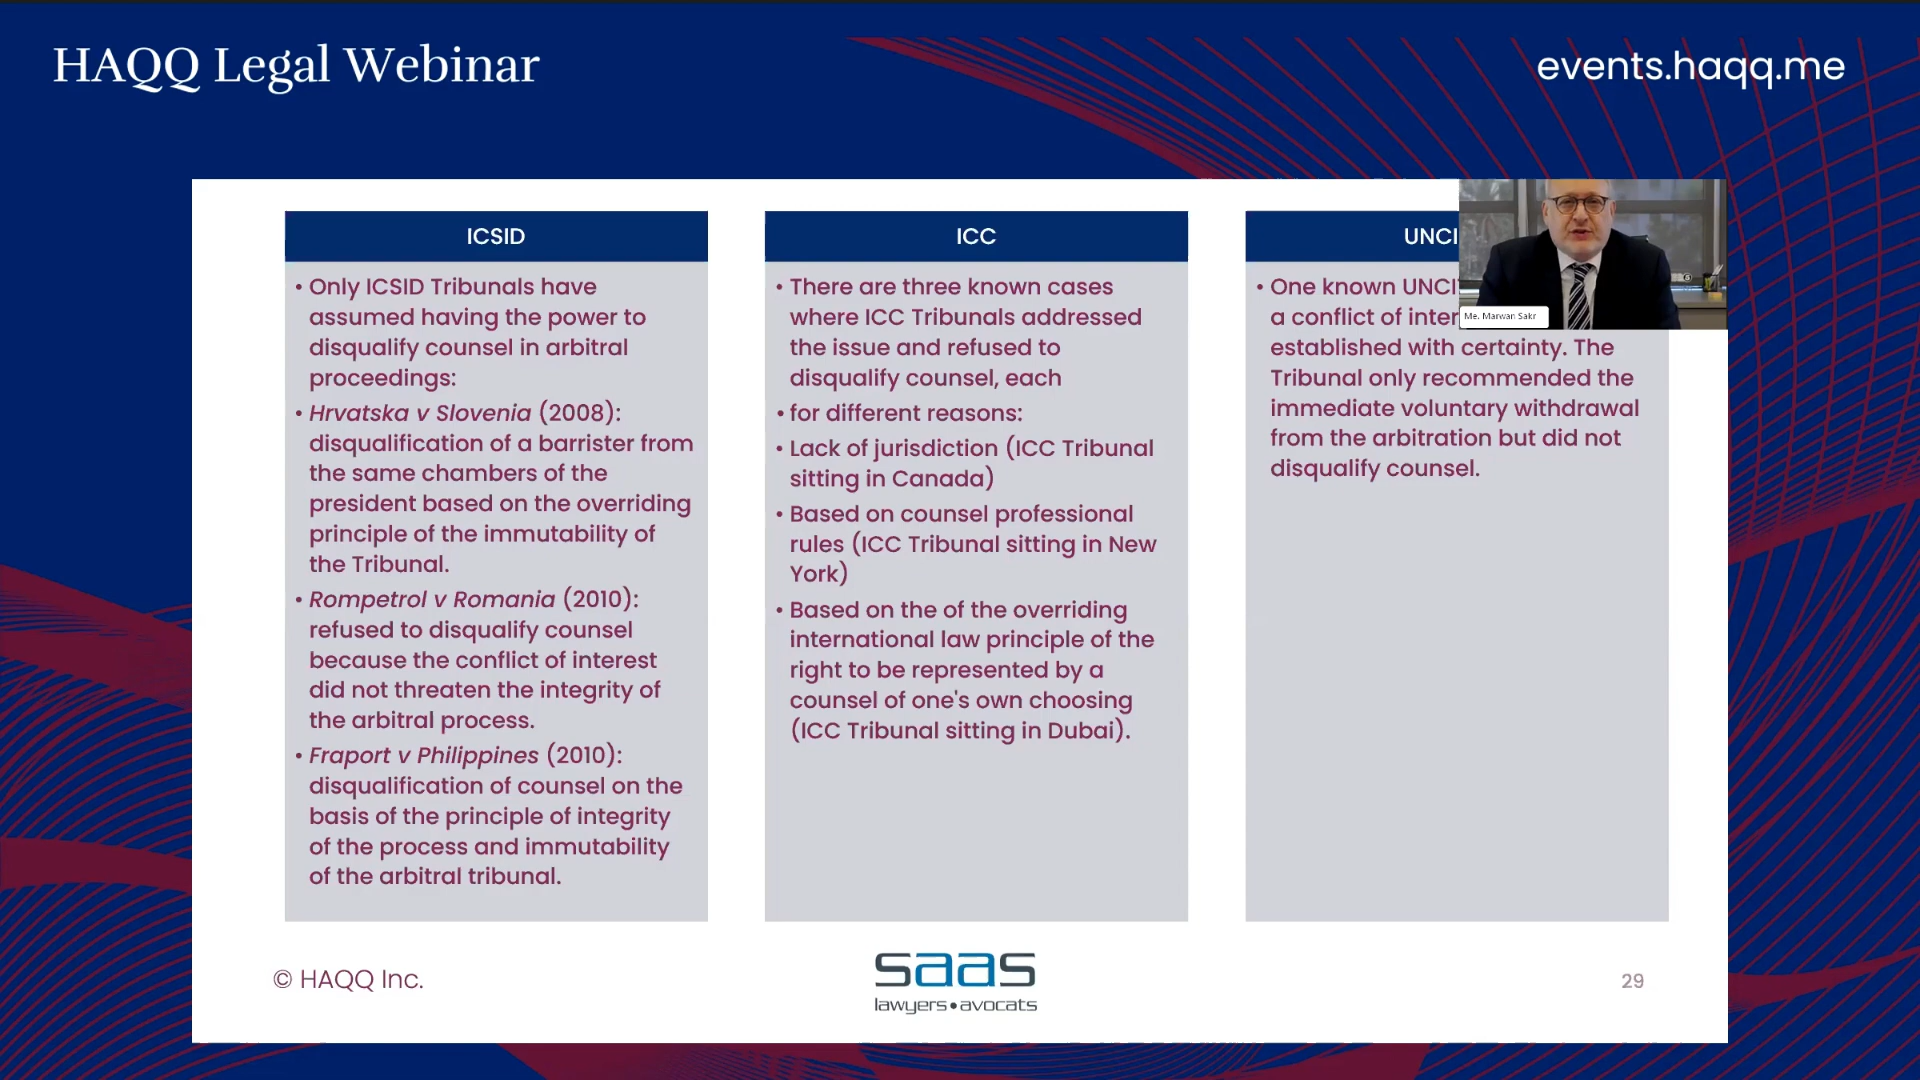 HAQQ Legal Webinar
events.haqq.me
ICSID
• Only ICSID Tribunals have
assumed having the power to
disqualify counsel in arbitral
proceedings:
• Hrvatska v Slovenia (2008):
disqualification of a barrister from
the same chambers of the
president based on the overriding
principle of the immutability of
the Tribunal.
• Rompetrol v Romania (2010):
refused to disqualify counsel
because the conflict of interest
did not threaten the integrity of
the arbitral process.
• Fraport v Philippines (2010):
disqualification of counsel on the
basis of the principle of integrity
of the process and immutability
of the arbitral tribunal.
ICC
• There are three known cases
where ICC Tribunals addressed
the issue and refused to
disqualify counsel, each
• for different reasons:
• Lack of jurisdiction (ICC Tribunal
sitting in Canada)
• Based on counsel professional
rules (ICC Tribunal sitting in New
York)
• Based on the of the overriding
international law principle of the
right to be represented by a
counsel of one's own choosing
(ICC Tribunal sitting in Dubai).
UNCI
• One known UNCI
a conflict of inter
established with certainty. The
Tribunal only recommended the
immediate voluntary withdrawal
from the arbitration but did not
disqualify counsel.
Me. Marwan Sakr
© HAQQ Inc.
saas
lawyers•avocats
29